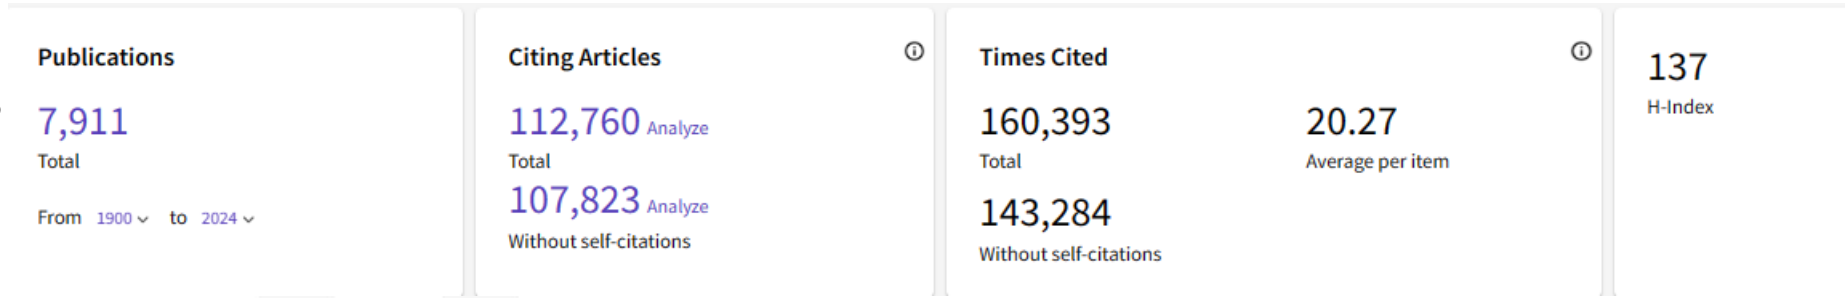 Publications
7,911
Total
From 1900 to 2024
Citing Articles
112,760 Analyze
Total
107,823 Analyze
Without self-citations
Times Cited
160,393
Total
143,284
Without self-citations
20.27
Average per item
137
H-Index